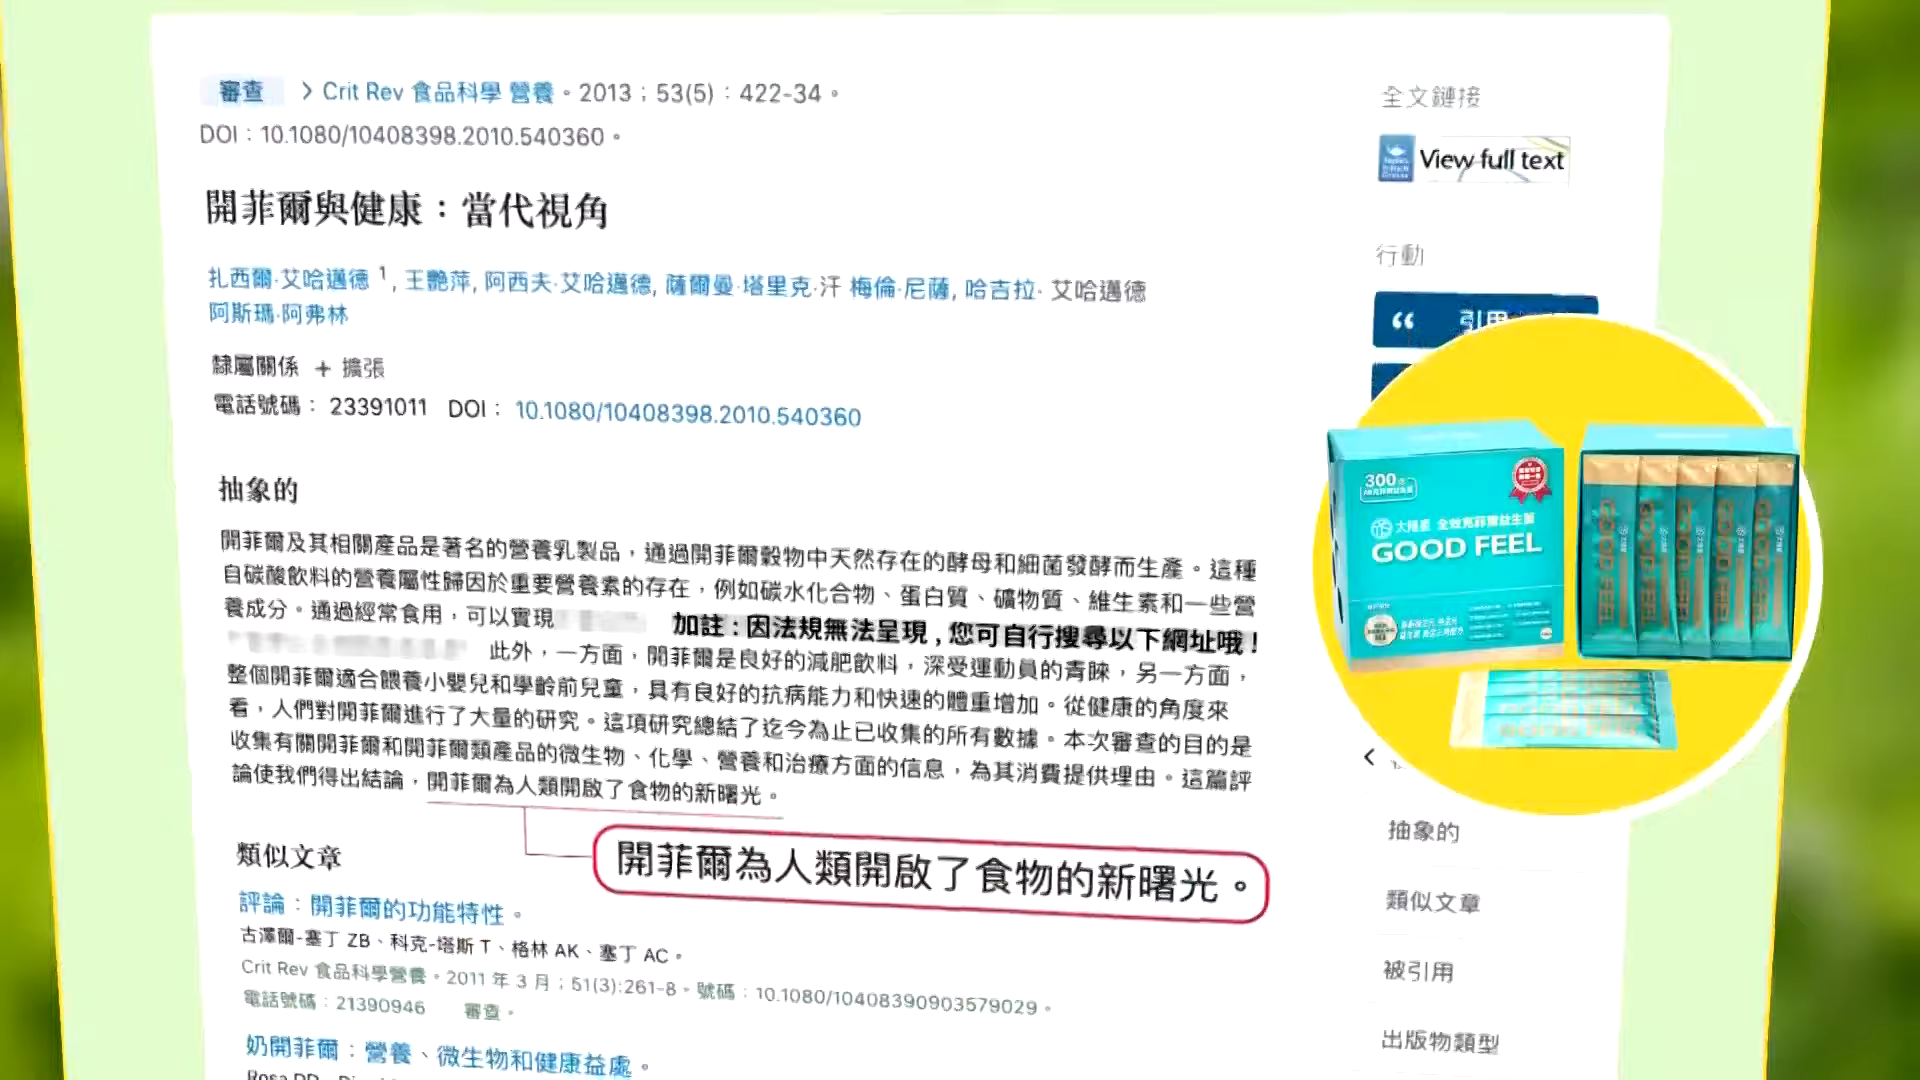 審查 > Crit Rev 食品科學 營養。2013；53(5)：422-34。
DOI：10.1080/10408398.2010.540360。
開菲爾與健康：當代視角
扎西爾·艾哈邁德 1, 王艷萍, 阿西夫·艾哈邁德, 薩爾曼·塔里克·汗 梅倫·尼薩, 哈吉拉· 艾哈邁德
阿斯瑪·阿弗林
隸屬關係 + 擴張
電話號碼： 23391011 DOI： 10.1080/10408398.2010.540360
抽象的
開菲爾及其相關產品是著名的營養乳製品，通過開菲爾穀物中天然存在的酵母和細菌發酵而生產。這種
自碳酸飲料的營養屬性歸因於重要營養素的存在，例如碳水化合物、蛋白質、礦物質、維生素和一些營
養成分。通過經常食用，可以實現
加註：因法規無法呈現，您可自行搜尋以下網址哦！
此外，一方面，開菲爾是良好的減肥飲料，深受運動員的青睞，另一方面，
整個開菲爾適合餵養小嬰兒和學齡前兒童，具有良好的抗病能力和快速的體重增加。從健康的角度來
看，人們對開菲爾進行了大量的研究。這項研究總結了迄今為止已收集的所有數據。本次審查的目的是
收集有關開菲爾和開菲爾類產品的微生物、化學、營養和治療方面的信息，為其消費提供理由。這篇評
論使我們得出結論，開菲爾為人類開啟了食物的新曙光。
開菲爾為人類開啟了食物的新曙光。
類似文章
評論：開菲爾的功能特性。
古澤爾-塞丁 ZB、科克-塔斯 T、格林 AK、塞丁 AC。
Crit Rev 食品科學營養。2011 年 3 月；51(3):261-8。號碼：10.1080/10408390903579029。
電話號碼：21390946 審查。
奶開菲爾：營養、微生物和健康益處。
Rosa DD
全文鏈接
View full text
行動
“ 引用
300
大陽星 全效克菲爾益生菌
GOOD FEEL
GOOD FEEL
GOOD FEEL
GOOD FEEL
GOOD FEEL
GOOD FEEL
抽象的
類似文章
被引用
出版物類型